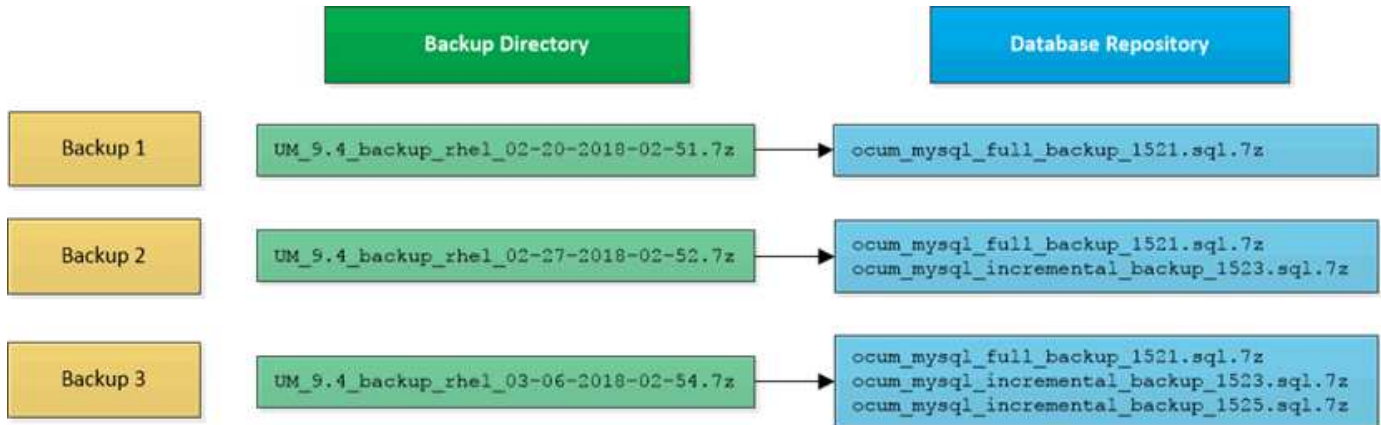 Backup Directory
Database Repository
Backup 1
UM_9.4_backup_rhel_02-20-2018-02-51.7z
ocum_mysql_full_backup_1521.sql.7z
Backup 2
UM_9.4_backup_rhel_02-27-2018-02-52.7z
ocum_mysql_full_backup_1521.sql.7z
ocum_mysql_incremental_backup_1523.sql.7z
Backup 3
UM_9.4_backup_rhel_03-06-2018-02-54.7z
ocum_mysql_full_backup_1521.sql.7z
ocum_mysql_incremental_backup_1523.sql.7z
ocum_mysql_incremental_backup_1525.sql.7z